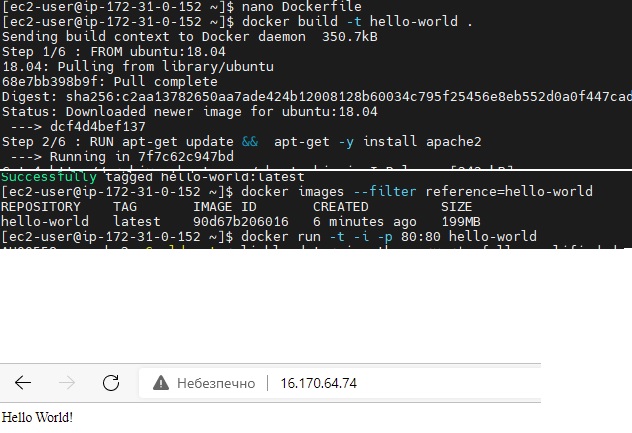 [ec2-user@ip-172-31-0-152 ~]$ nano Dockerfile
[ec2-user@ip-172-31-0-152 ~]$ docker build -t hello-world .
Sending build context to Docker daemon  350.7kB
Step 1/6 : FROM ubuntu:18.04
18.04: Pulling from library/ubuntu
68e7bb398b9f: Pull complete
Digest: sha256:c2aa13782650aa7ade424b12008128b60034c795f25456e8eb552d0a0f447cad
Status: Downloaded newer image for ubuntu:18.04
 ---> dcf4d4bef137
Step 2/6 : RUN apt-get update &&  apt-get -y install apache2
 ---> Running in 7f7c62c947bd
Successfully tagged hello-world:latest
[ec2-user@ip-172-31-0-152 ~]$ docker images --filter reference=hello-world
REPOSITORY    TAG       IMAGE ID       CREATED         SIZE
hello-world   latest    90d67b206016   6 minutes ago   199MB
[ec2-user@ip-172-31-0-152 ~]$ docker run -t -i -p 80:80 hello-world
Небезпечно | 16.170.64.74
Hello World!